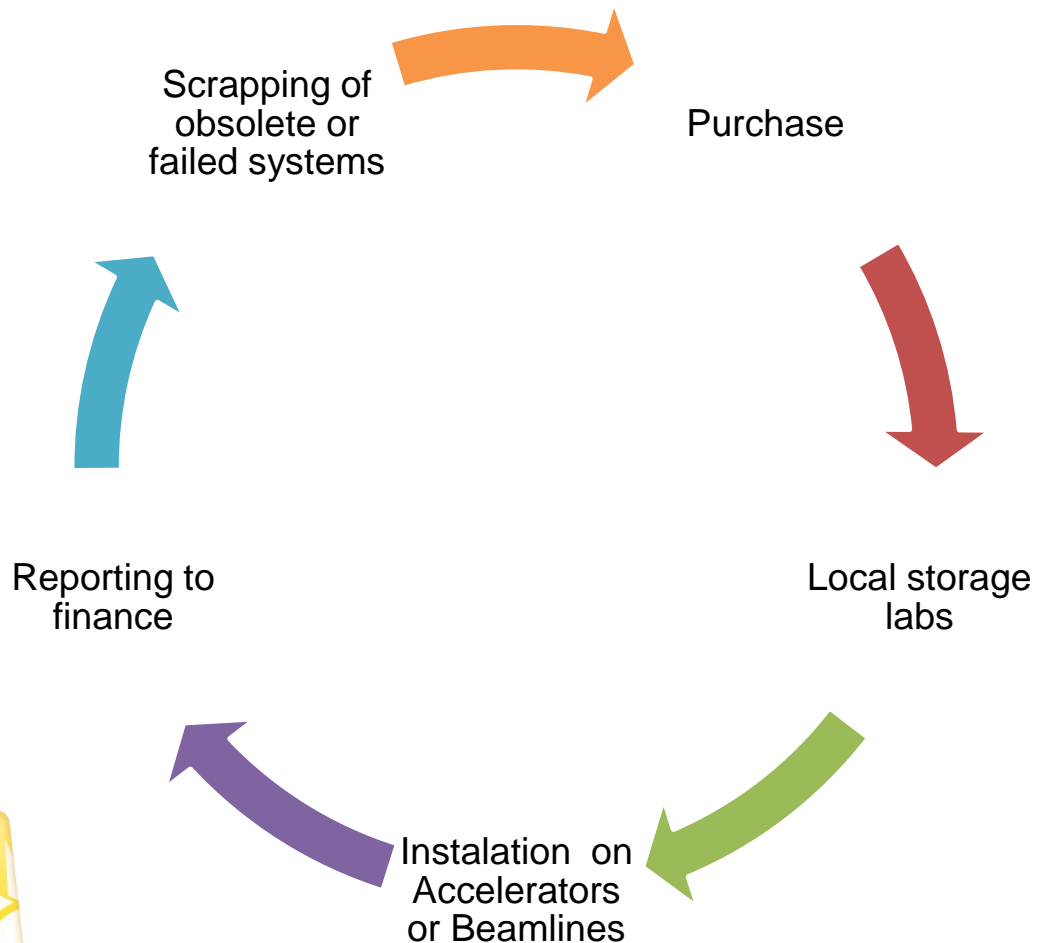 Scrapping of
obsolete or
failed systems
Purchase
Local storage
labs
Instalation  on
Accelerators
or Beamlines
Reporting to
finance